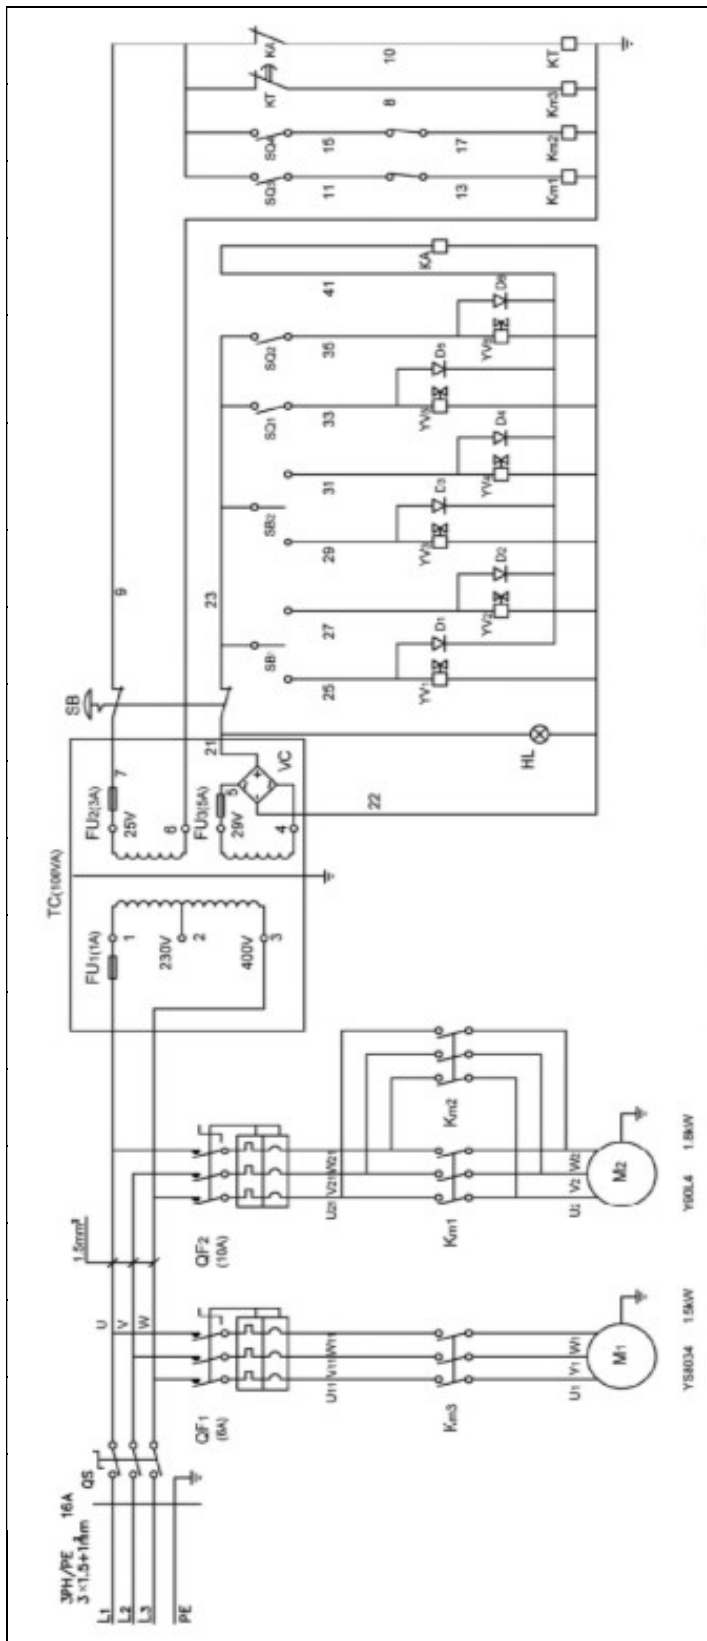 3PH/PE 16A
3×1.5+1mm²
L1
L2
L3
PE
QS
U
V
W
1.5mm²
QF1
(6A)
U11 V11 W11
Km3
U1 V1 W1
M1
YS8034 1.5kW
QF2
(10A)
U21 V21 W21
Km1
Km2
U2 V2 W2
M2
Y90L4 1.8kW
TC(100VA)
FU1(1A)
1
230V
2
400V
3
FU2(3A)
7
25V
6
FU3(5A)
5
29V
4
VC
21
22
HL
SB
9
23
SB1
25
27
SB2
29
31
SQ1
33
SQ2
35
41
YV1
D1
YV2
D2
YV3
D3
YV4
D4
YV5
D5
D6
KA
SQ3
11
13
Km1
SQ4
15
17
Km2
KT
8
Km3
KA
10
KT